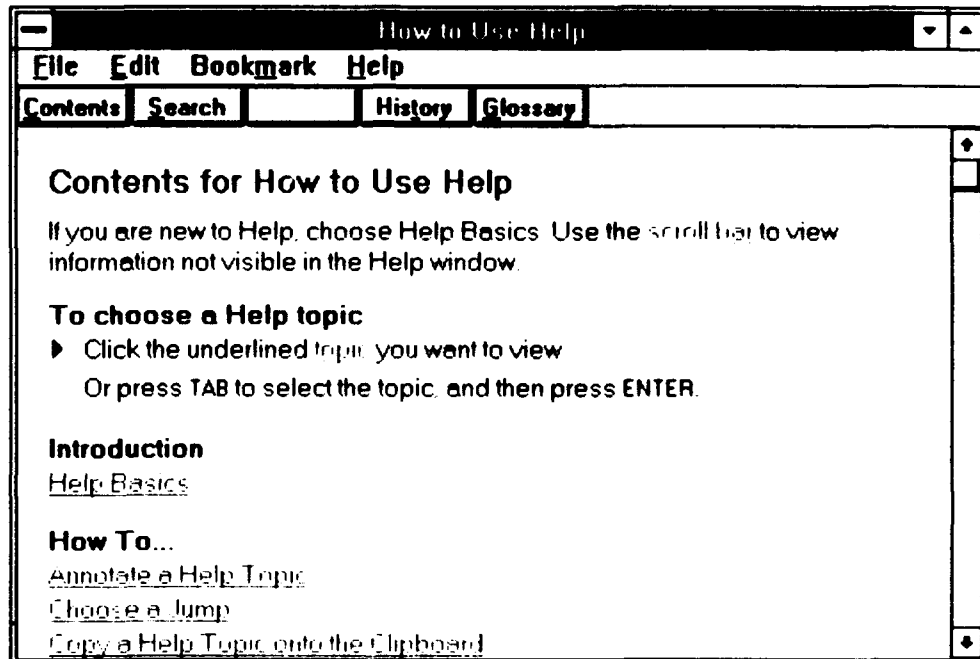 How to Use Help
File Edit Bookmark Help
Contents Search History Glossary
Contents for How to Use Help
If you are new to Help, choose Help Basics. Use the scroll bar to view
information not visible in the Help window.
To choose a Help topic
Click the underlined topic you want to view
Or press TAB to select the topic, and then press ENTER.
Introduction
Help Basics
How To...
Annotate a Help Topic
Choose a Jump
Copy a Help Topic onto the Clipboard